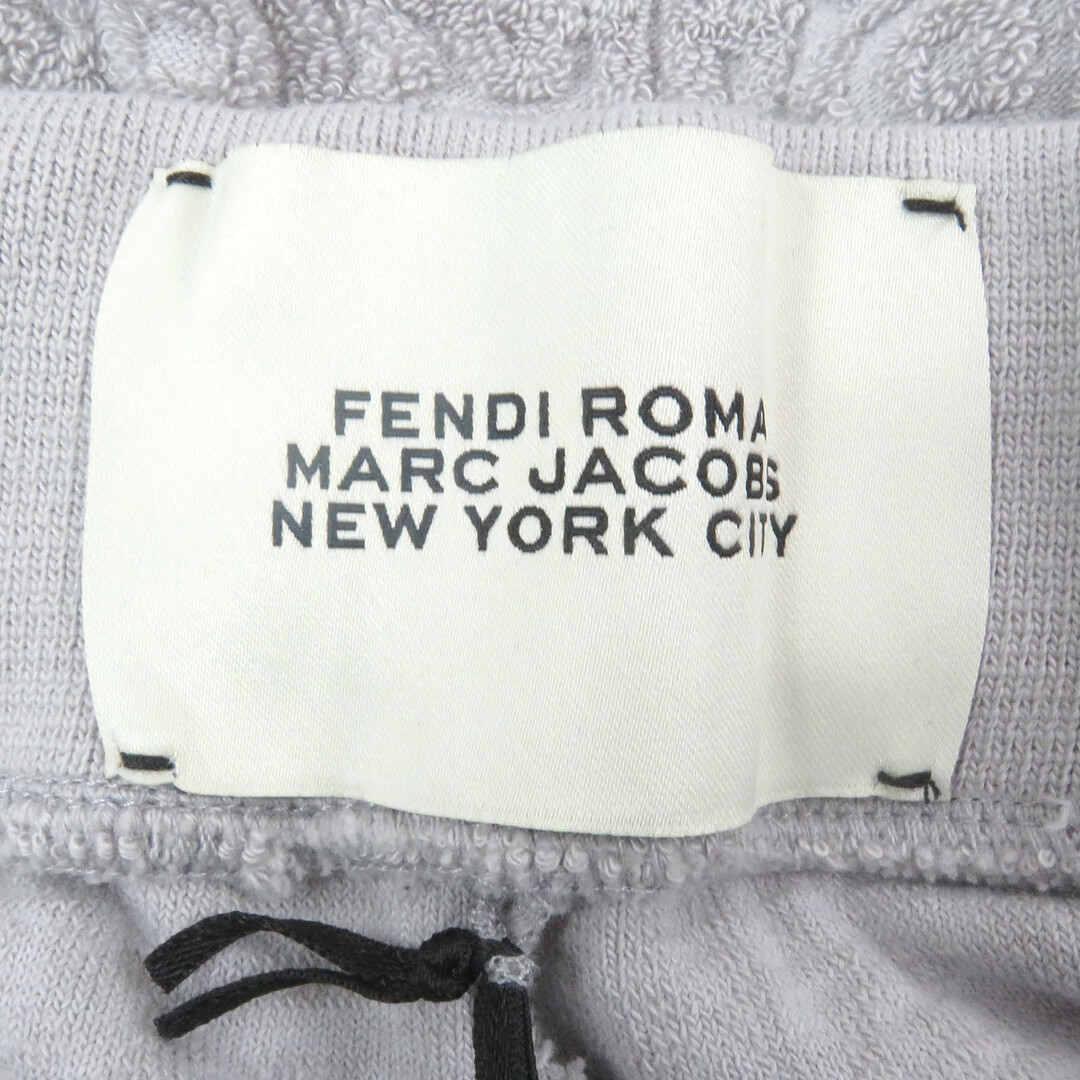 FENDI ROMA
MARC JACOBS
NEW YORK CITY